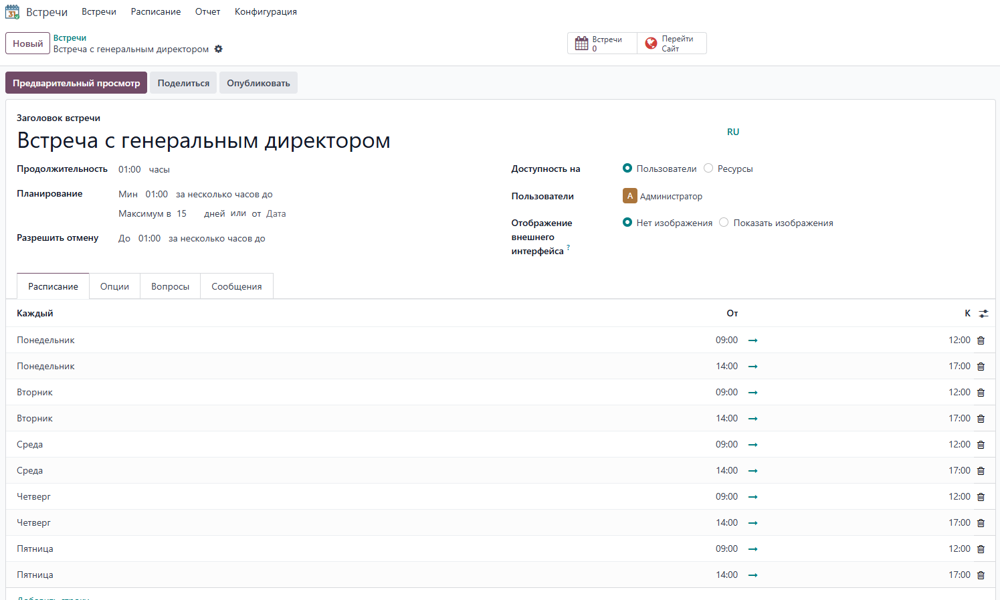 Встречи Встречи Расписание Отчет Конфигурация
Новый
Встречи
Встреча с генеральным директором
Встречи
0
Перейти
Сайт
Предварительный просмотр Поделиться Опубликовать
Заголовок встречи
Встреча с генеральным директором
RU
Продолжительность 01:00 часы
Планирование Мин 01:00 за несколько часов до
Максимум в 15 дней или от Дата
Разрешить отмену До 01:00 за несколько часов до
Доступность на Пользователи Ресурсы
Пользователи А Администратор
Отображение
внешнего
интерфейса ?
Нет изображения Показать изображения
Расписание Опции Вопросы Сообщения
Каждый От К
Понедельник 09:00 12:00
Понедельник 14:00 17:00
Вторник 09:00 12:00
Вторник 14:00 17:00
Среда 09:00 12:00
Среда 14:00 17:00
Четверг 09:00 12:00
Четверг 14:00 17:00
Пятница 09:00 12:00
Пятница 14:00 17:00
Добавить строку